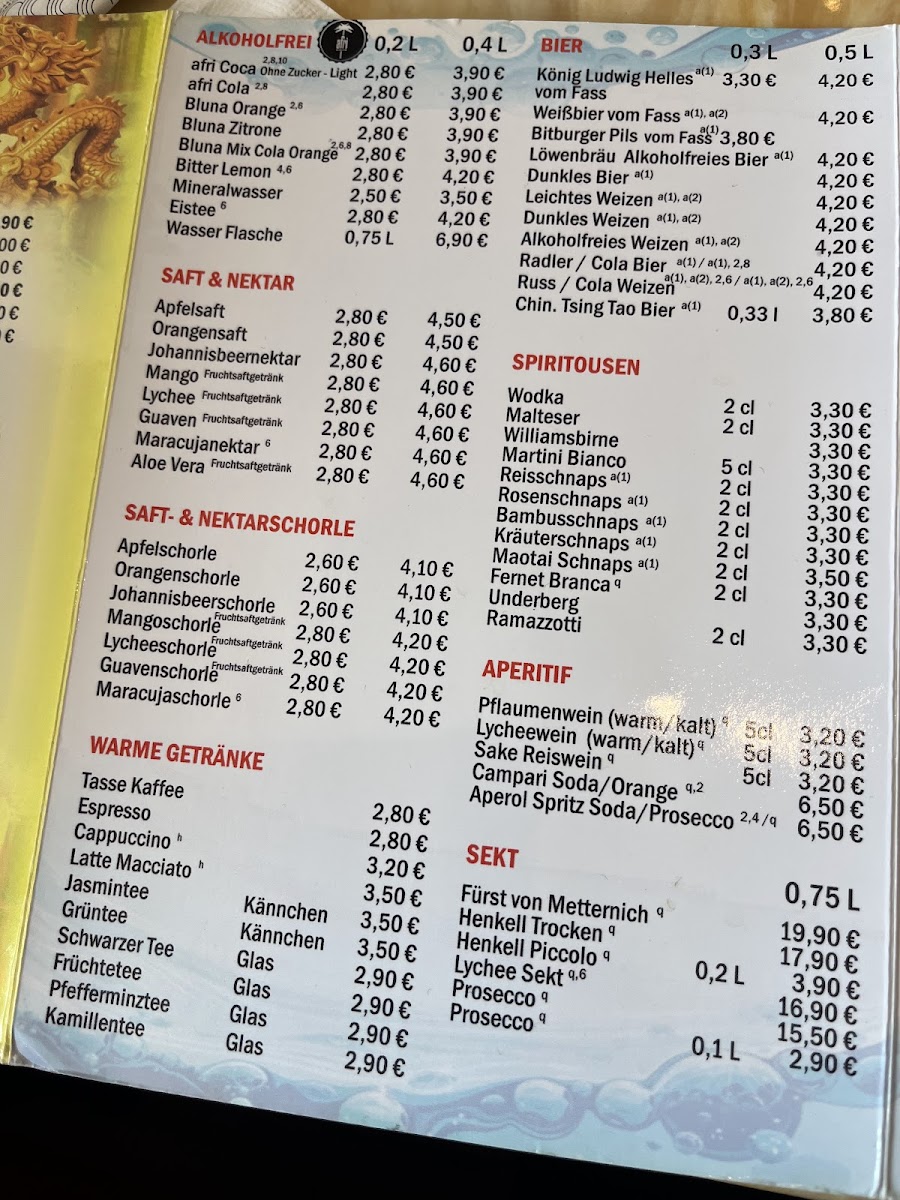 ,90 €
00 €
0 €
0 €
0 €
€
ALKOHOLFREI afri 0,2 L 0,4 L
afri Coca 2,8,10 Ohne Zucker - Light 2,80 € 3,90 €
afri Cola 2,8 2,80 € 3,90 €
Bluna Orange 2,6 2,80 € 3,90 €
Bluna Zitrone 2,80 € 3,90 €
Bluna Mix Cola Orange 2,6,8 2,80 € 3,90 €
Bitter Lemon 4,6 2,80 € 4,20 €
Mineralwasser 2,50 € 3,50 €
Eistee 6 2,80 € 4,20 €
Wasser Flasche 0,75 L 6,90 €
SAFT & NEKTAR
Apfelsaft 2,80 € 4,50 €
Orangensaft 2,80 € 4,50 €
Johannisbeernektar 2,80 € 4,60 €
Mango Fruchtsaftgetränk 2,80 € 4,60 €
Lychee Fruchtsaftgetränk 2,80 € 4,60 €
Guaven Fruchtsaftgetränk 2,80 € 4,60 €
Maracujanektar 6 2,80 € 4,60 €
Aloe Vera Fruchtsaftgetränk 2,80 € 4,60 €
SAFT- & NEKTARSCHORLE
Apfelschorle 2,60 € 4,10 €
Orangenschorle 2,60 € 4,10 €
Johannisbeerschorle 2,60 € 4,10 €
Mangoschorle Fruchtsaftgetränk 2,80 € 4,20 €
Lycheeschorle Fruchtsaftgetränk 2,80 € 4,20 €
Guavenschorle Fruchtsaftgetränk 2,80 € 4,20 €
Maracujaschorle 6 2,80 € 4,20 €
WARME GETRÄNKE
Tasse Kaffee 2,80 €
Espresso 2,80 €
Cappuccino h 3,20 €
Latte Macciato h 3,50 €
Jasmintee Kännchen 3,50 €
Grüntee Kännchen 3,50 €
Schwarzer Tee Glas 2,90 €
Früchtetee Glas 2,90 €
Pfefferminztee Glas 2,90 €
Kamillentee Glas 2,90 €
BIER 0,3 L 0,5 L
König Ludwig Helles a(1) 3,30 € 4,20 €
vom Fass
Weißbier vom Fass a(1), a(2) 4,20 €
Bitburger Pils vom Fass a(1) 3,80 €
Löwenbräu Alkoholfreies Bier a(1) 4,20 €
Dunkles Bier a(1) 4,20 €
Leichtes Weizen a(1), a(2) 4,20 €
Dunkles Weizen a(1), a(2) 4,20 €
Alkoholfreies Weizen a(1), a(2) 4,20 €
Radler / Cola Bier a(1) / a(1), 2,8 4,20 €
Russ / Cola Weizen a(1), a(2), 2,6 / a(1), a(2), 2,6 4,20 €
Chin. Tsing Tao Bier a(1) 0,33 l 3,80 €
SPIRITOUSEN
Wodka 2 cl 3,30 €
Malteser 2 cl 3,30 €
Williamsbirne 3,30 €
Martini Bianco 5 cl 3,30 €
Reisschnaps a(1) 2 cl 3,30 €
Rosenschnaps a(1) 2 cl 3,30 €
Bambusschnaps a(1) 2 cl 3,30 €
Kräuterschnaps a(1) 2 cl 3,30 €
Maotai Schnaps a(1) 2 cl 3,50 €
Fernet Branca q 2 cl 3,30 €
Underberg 3,30 €
Ramazzotti 2 cl 3,30 €
APERITIF
Pflaumenwein (warm/kalt) q 5cl 3,20 €
Lycheewein (warm/kalt) q 5cl 3,20 €
Sake Reiswein q 5cl 3,20 €
Campari Soda/Orange q,2 6,50 €
Aperol Spritz Soda/Prosecco 2,4/q 6,50 €
SEKT 0,75 L
Fürst von Metternich q 19,90 €
Henkell Trocken q 17,90 €
Henkell Piccolo q 0,2 L 3,90 €
Lychee Sekt q,6 16,90 €
Prosecco q 15,50 €
Prosecco q 0,1 L 2,90 €